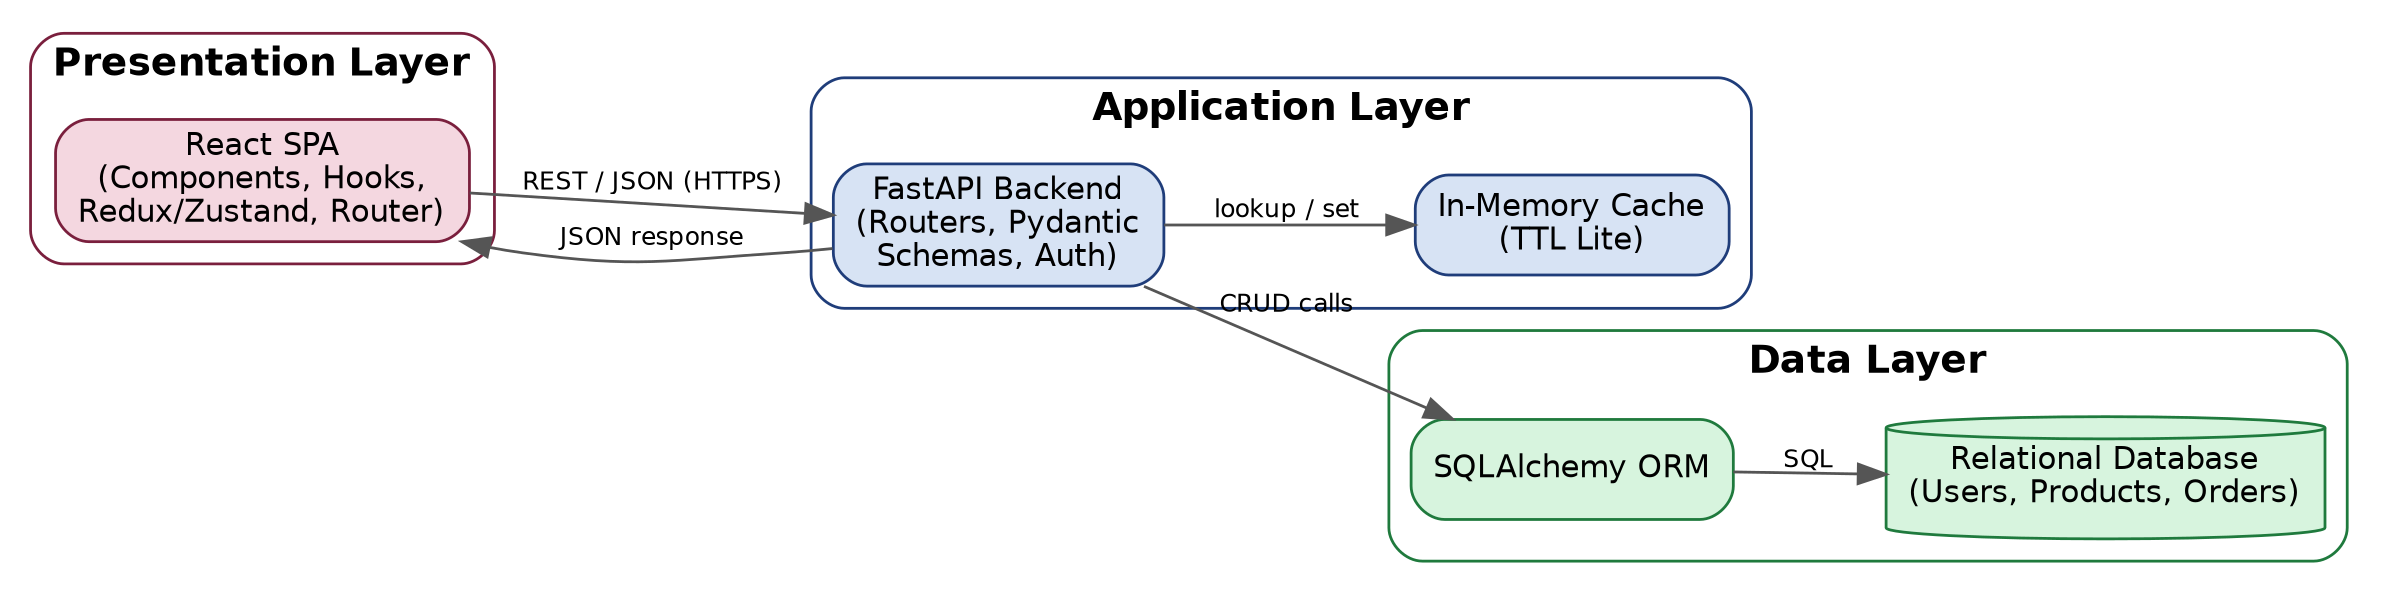 Presentation Layer
React SPA
(Components, Hooks,
Redux/Zustand, Router)
REST / JSON (HTTPS)
JSON response
Application Layer
FastAPI Backend
(Routers, Pydantic
Schemas, Auth)
lookup / set
In-Memory Cache
(TTL Lite)
CRUD calls
Data Layer
SQLAlchemy ORM
SQL
Relational Database
(Users, Products, Orders)